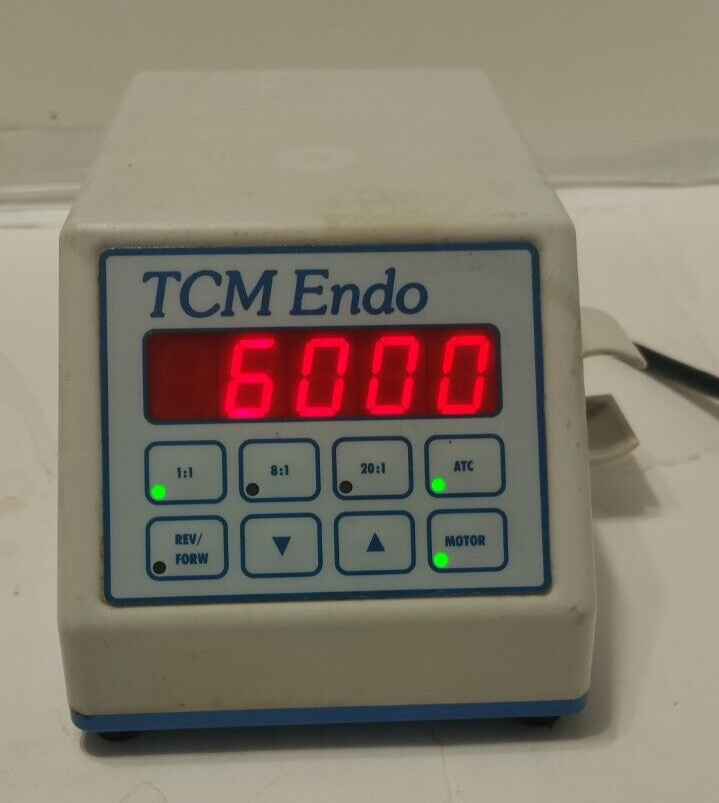 TCM Endo
6000
1:1 8:1 20:1 ATC
REV/
FORW
▼ ▲ MOTOR